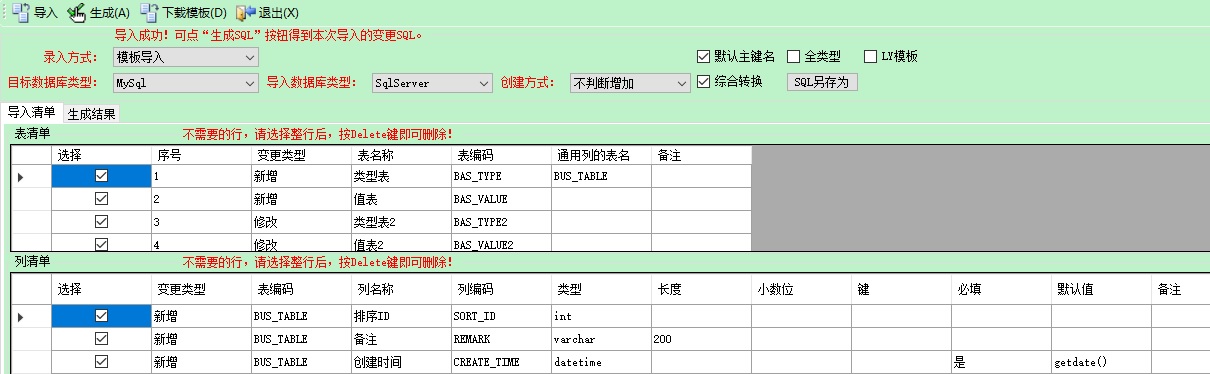 导入 生成(A) 下载模板(D) 退出(X)
导入成功！可点“生成SQL”按钮得到本次导入的变更SQL。
录入方式： 模板导入 默认主键名 全类型 LY模板
目标数据库类型： MySql 导入数据库类型： SqlServer 创建方式： 不判断增加 综合转换 SQL另存为
导入清单 生成结果
表清单 不需要的行，请选择整行后，按Delete键即可删除！
选择 序号 变更类型 表名称 表编码 通用列的表名 备注
1 新增 类型表 BAS_TYPE BUS_TABLE
2 新增 值表 BAS_VALUE
3 修改 类型表2 BAS_TYPE2
4 修改 值表2 BAS_VALUE2
列清单 不需要的行，请选择整行后，按Delete键即可删除！
选择 变更类型 表编码 列名称 列编码 类型 长度 小数位 键 必填 默认值 备注
新增 BUS_TABLE 排序ID SORT_ID int
新增 BUS_TABLE 备注 REMARK varchar 200
新增 BUS_TABLE 创建时间 CREATE_TIME datetime 是 getdate()